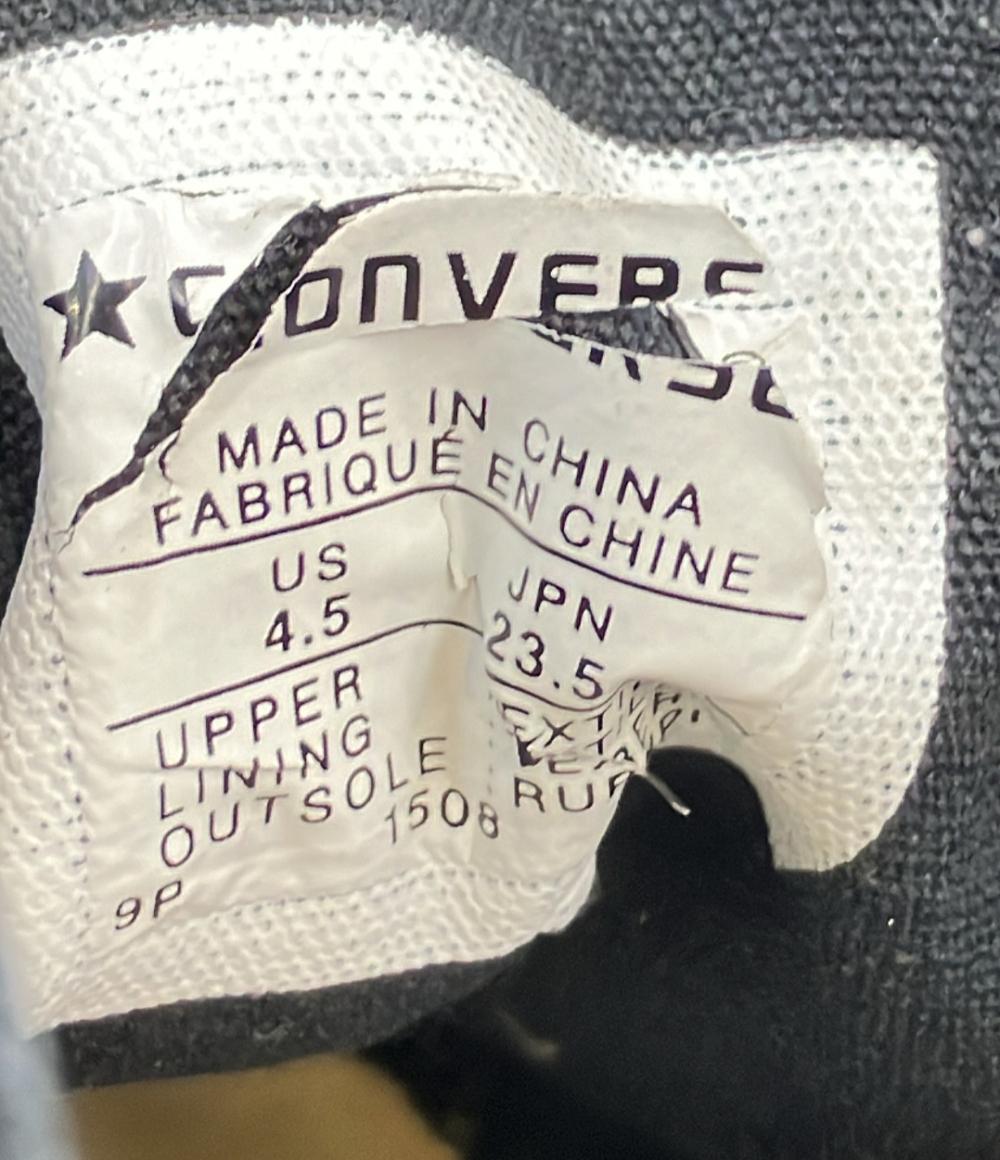 ★CONVERSE
MADE IN CHINA
FABRIQUÉ EN CHINE
US JPN
4.5 23.5
UPPER
LINING
OUTSOLE
1508
9P